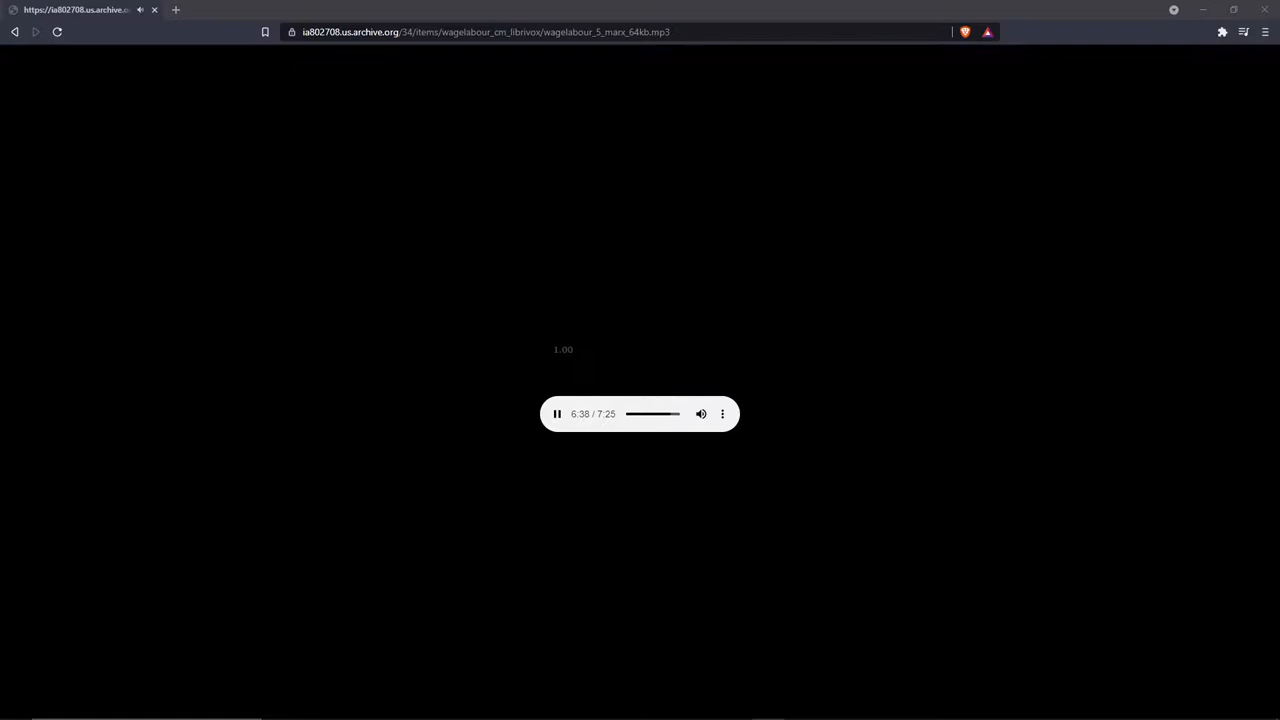 https://ia802708.us.archive.o
ia802708.us.archive.org/34/items/wagelabour_cm_librivox/wagelabour_5_marx_64kb.mp3
1.00
6:38 / 7:25